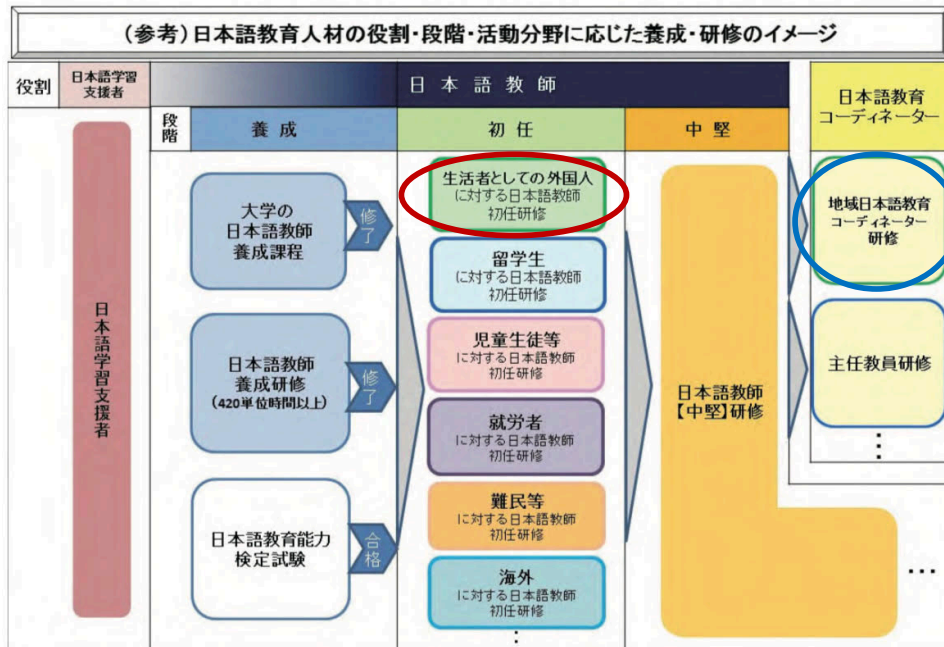 (参考)日本語教育人材の役割・段階・活動分野に応じた養成・研修のイメージ
役割
日本語学習
支援者
日本語教師
日本語教育
コーディネーター
段階
養成
初任
中堅
日本語学習支援者
大学の
日本語教師
養成課程
修了
日本語教師
養成研修
(420単位時間以上)
修了
日本語教育能力
検定試験
合格
生活者としての外国人
に対する日本語教師
初任研修
留学生
に対する日本語教師
初任研修
児童生徒等
に対する日本語教師
初任研修
就労者
に対する日本語教師
初任研修
難民等
に対する日本語教師
初任研修
海外
に対する日本語教師
初任研修
⋮
日本語教師
【中堅】研修
地域日本語教育
コーディネーター
研修
主任教員研修
⋮
…